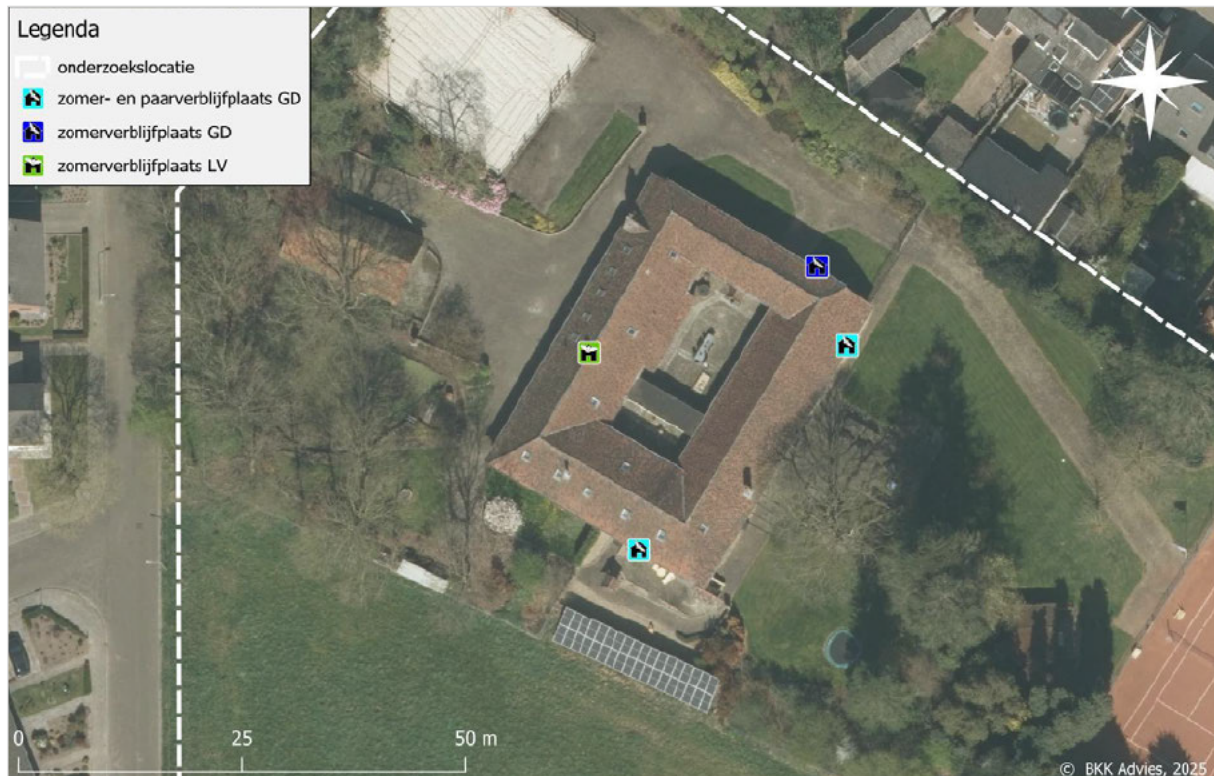 Legenda
onderzoekslocatie
zomer- en paarverblijfplaats GD
zomerverblijfplaats GD
zomerverblijfplaats LV
0 25 50 m
© BKK Advies, 2025